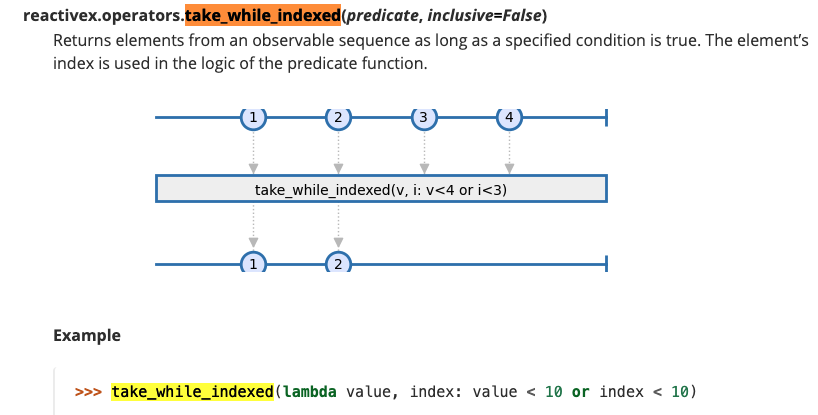 reactivex.operators.take_while_indexed(predicate, inclusive=False)
Returns elements from an observable sequence as long as a specified condition is true. The element’s
index is used in the logic of the predicate function.
1 2 3 4
take_while_indexed(v, i: v<4 or i<3)
1 2
Example
>>> take_while_indexed(lambda value, index: value < 10 or index < 10)